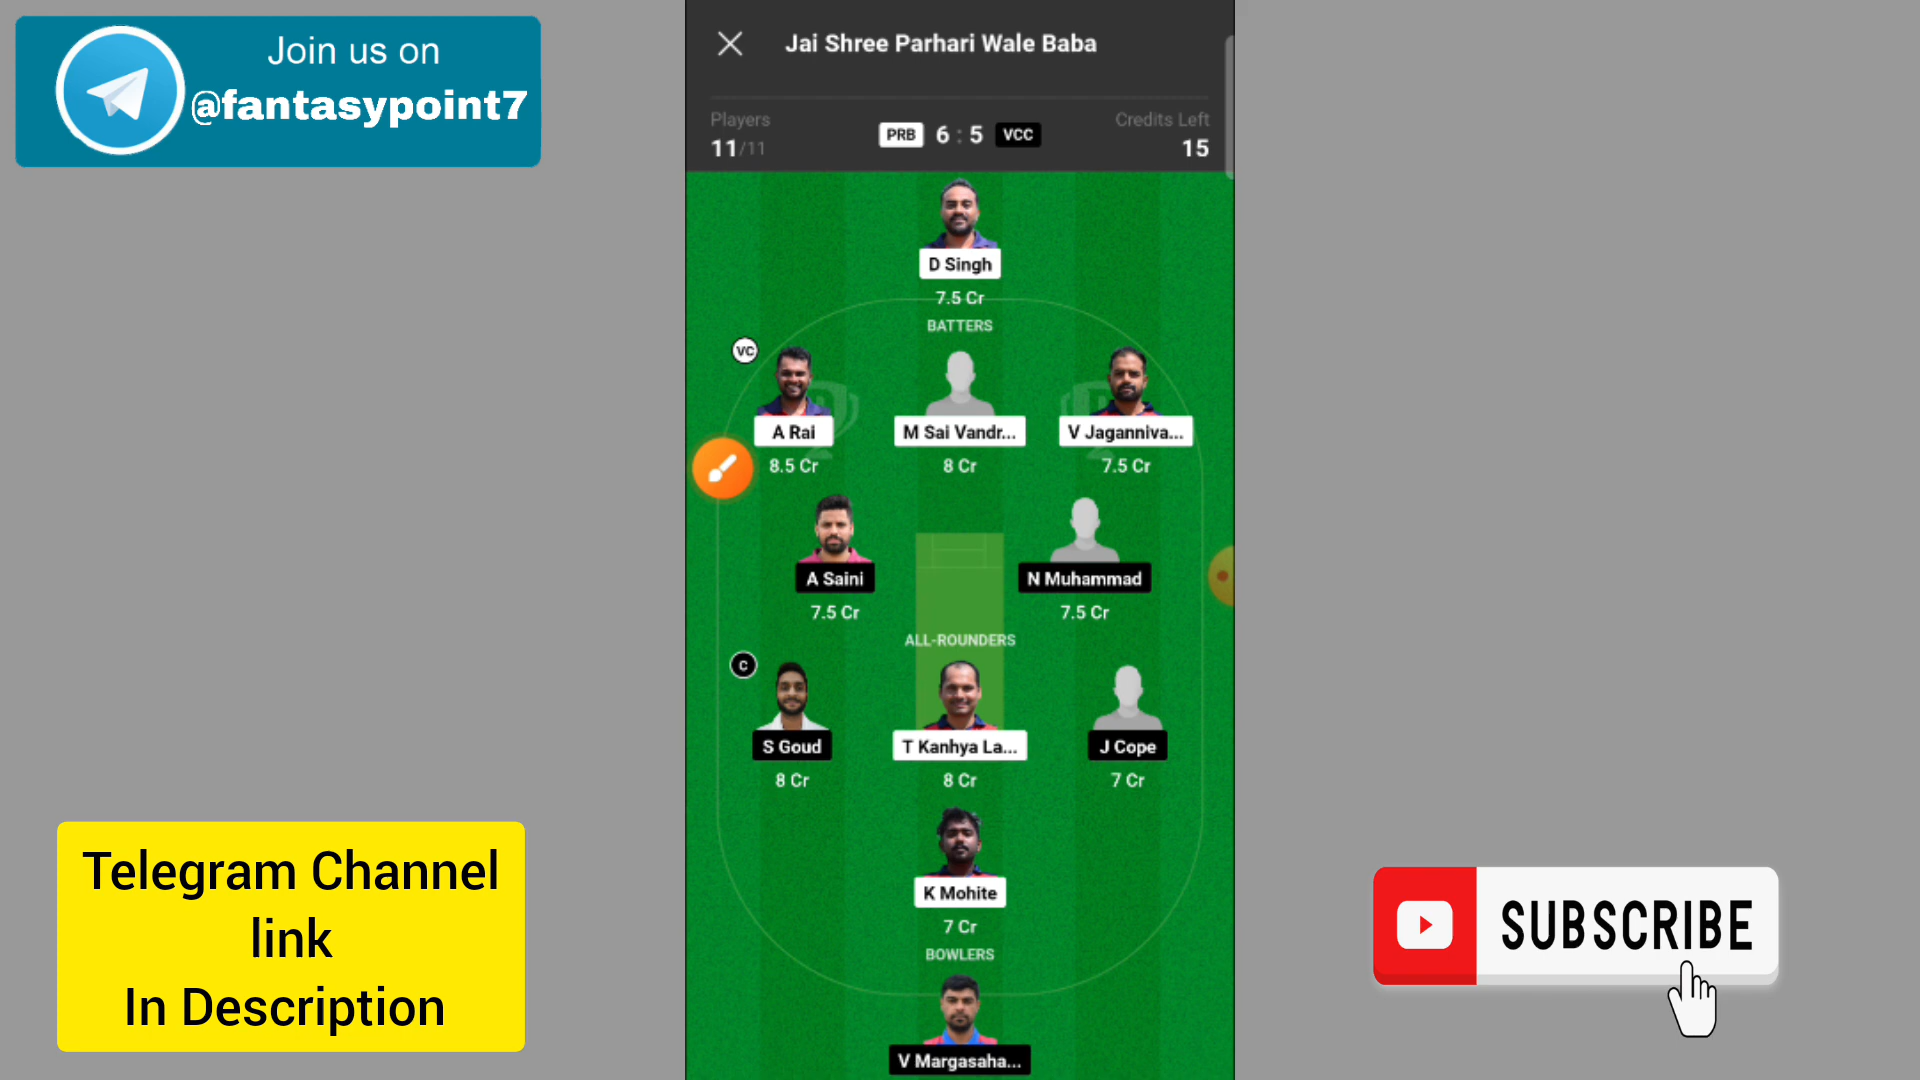 Join us on
@fantasypoint7
Jai Shree Parhari Wale Baba
Players
11/11
PRB 6 : 5 VCC
Credits Left
15
D Singh
7.5 Cr
BATTERS
VC
A Rai
8.5 Cr
M Sai Vandr...
8 Cr
V Jaganniva...
7.5 Cr
A Saini
7.5 Cr
N Muhammad
7.5 Cr
ALL-ROUNDERS
C
S Goud
8 Cr
T Kanhya La...
8 Cr
J Cope
7 Cr
K Mohite
7 Cr
BOWLERS
V Margasaha...
Telegram Channel
link
In Description
SUBSCRIBE